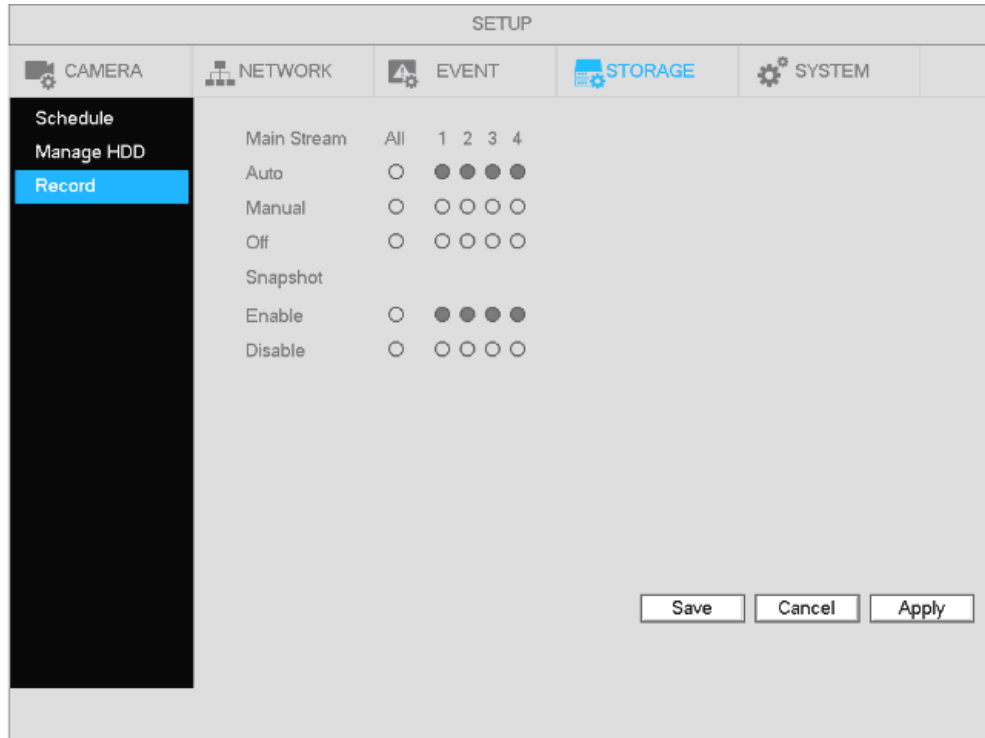 SETUP
CAMERA NETWORK EVENT STORAGE SYSTEM
Schedule
Manage HDD
Record
Main Stream All 1 2 3 4
Auto
Manual
Off
Snapshot
Enable
Disable
Save Cancel Apply